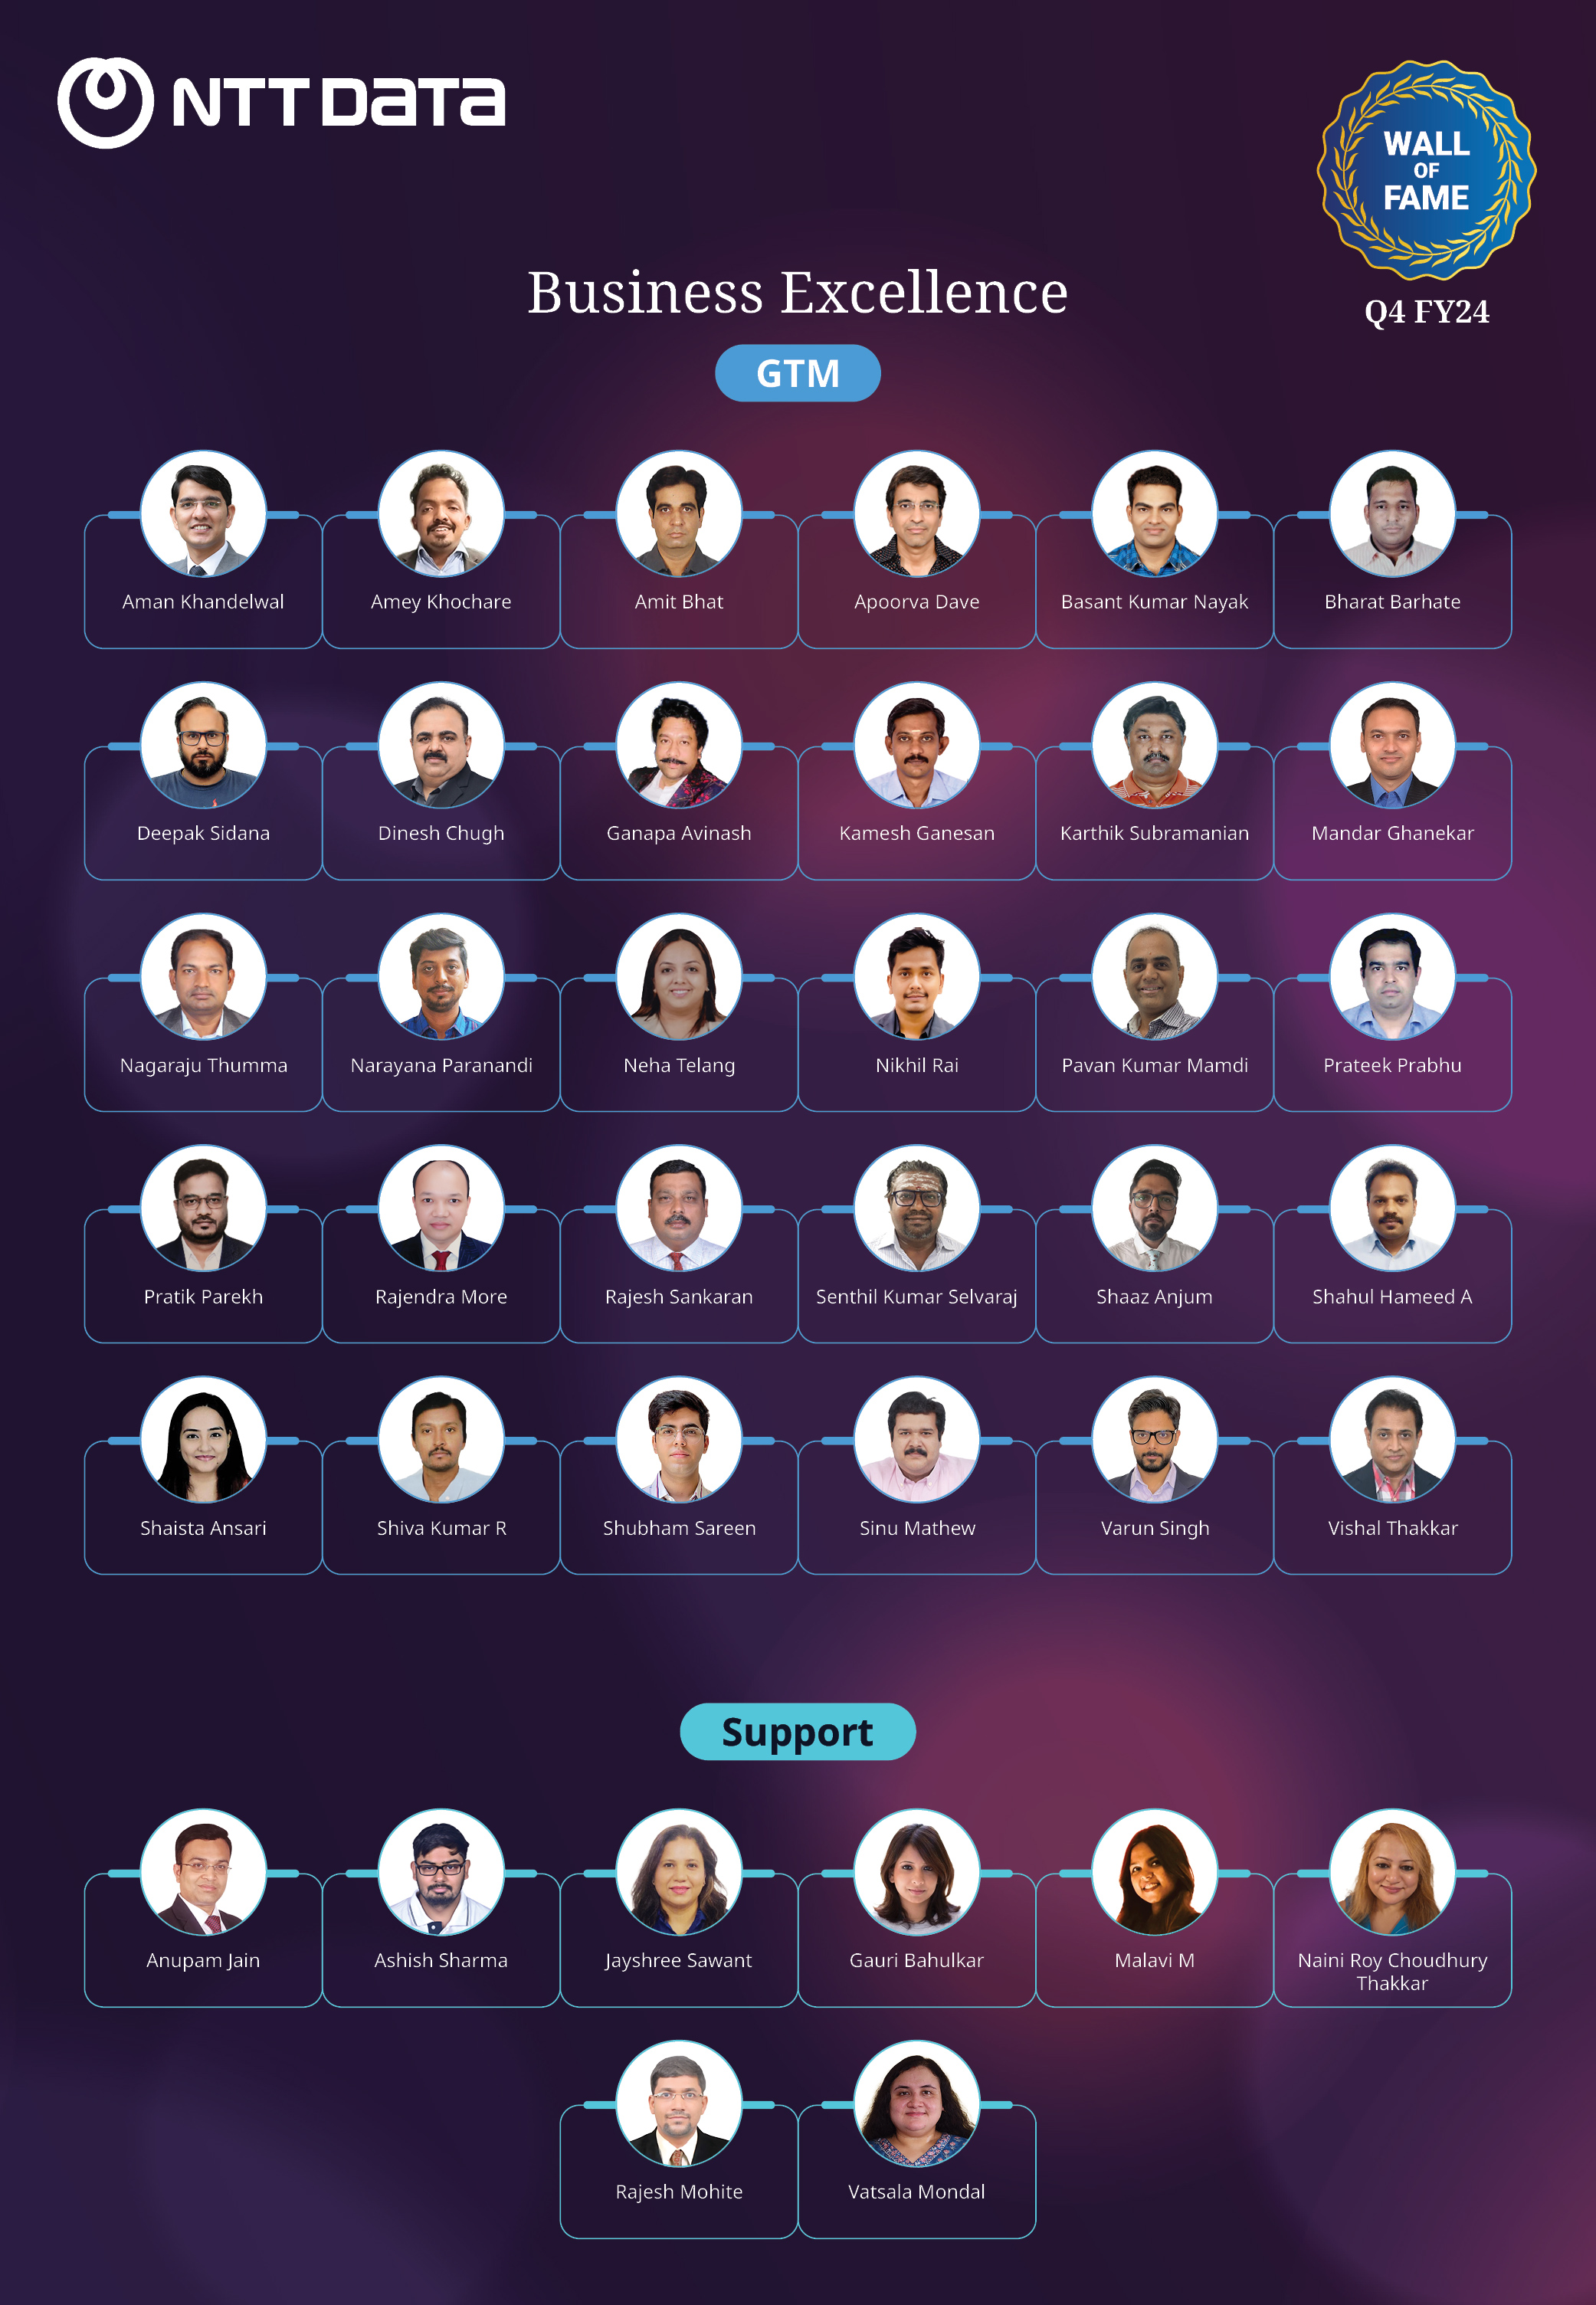 NTT DATA
WALL
OF
FAME
Business Excellence
Q4 FY24
GTM
Aman Khandelwal
Amey Khochare
Amit Bhat
Apoorva Dave
Basant Kumar Nayak
Bharat Barhate
Deepak Sidana
Dinesh Chugh
Ganapa Avinash
Kamesh Ganesan
Karthik Subramanian
Mandar Ghanekar
Nagaraju Thumma
Narayana Paranandi
Neha Telang
Nikhil Rai
Pavan Kumar Mamdi
Prateek Prabhu
Pratik Parekh
Rajendra More
Rajesh Sankaran
Senthil Kumar Selvaraj
Shaaz Anjum
Shahul Hameed A
Shaista Ansari
Shiva Kumar R
Shubham Sareen
Sinu Mathew
Varun Singh
Vishal Thakkar
Support
Anupam Jain
Ashish Sharma
Jayshree Sawant
Gauri Bahulkar
Malavi M
Naini Roy Choudhury
Thakkar
Rajesh Mohite
Vatsala Mondal